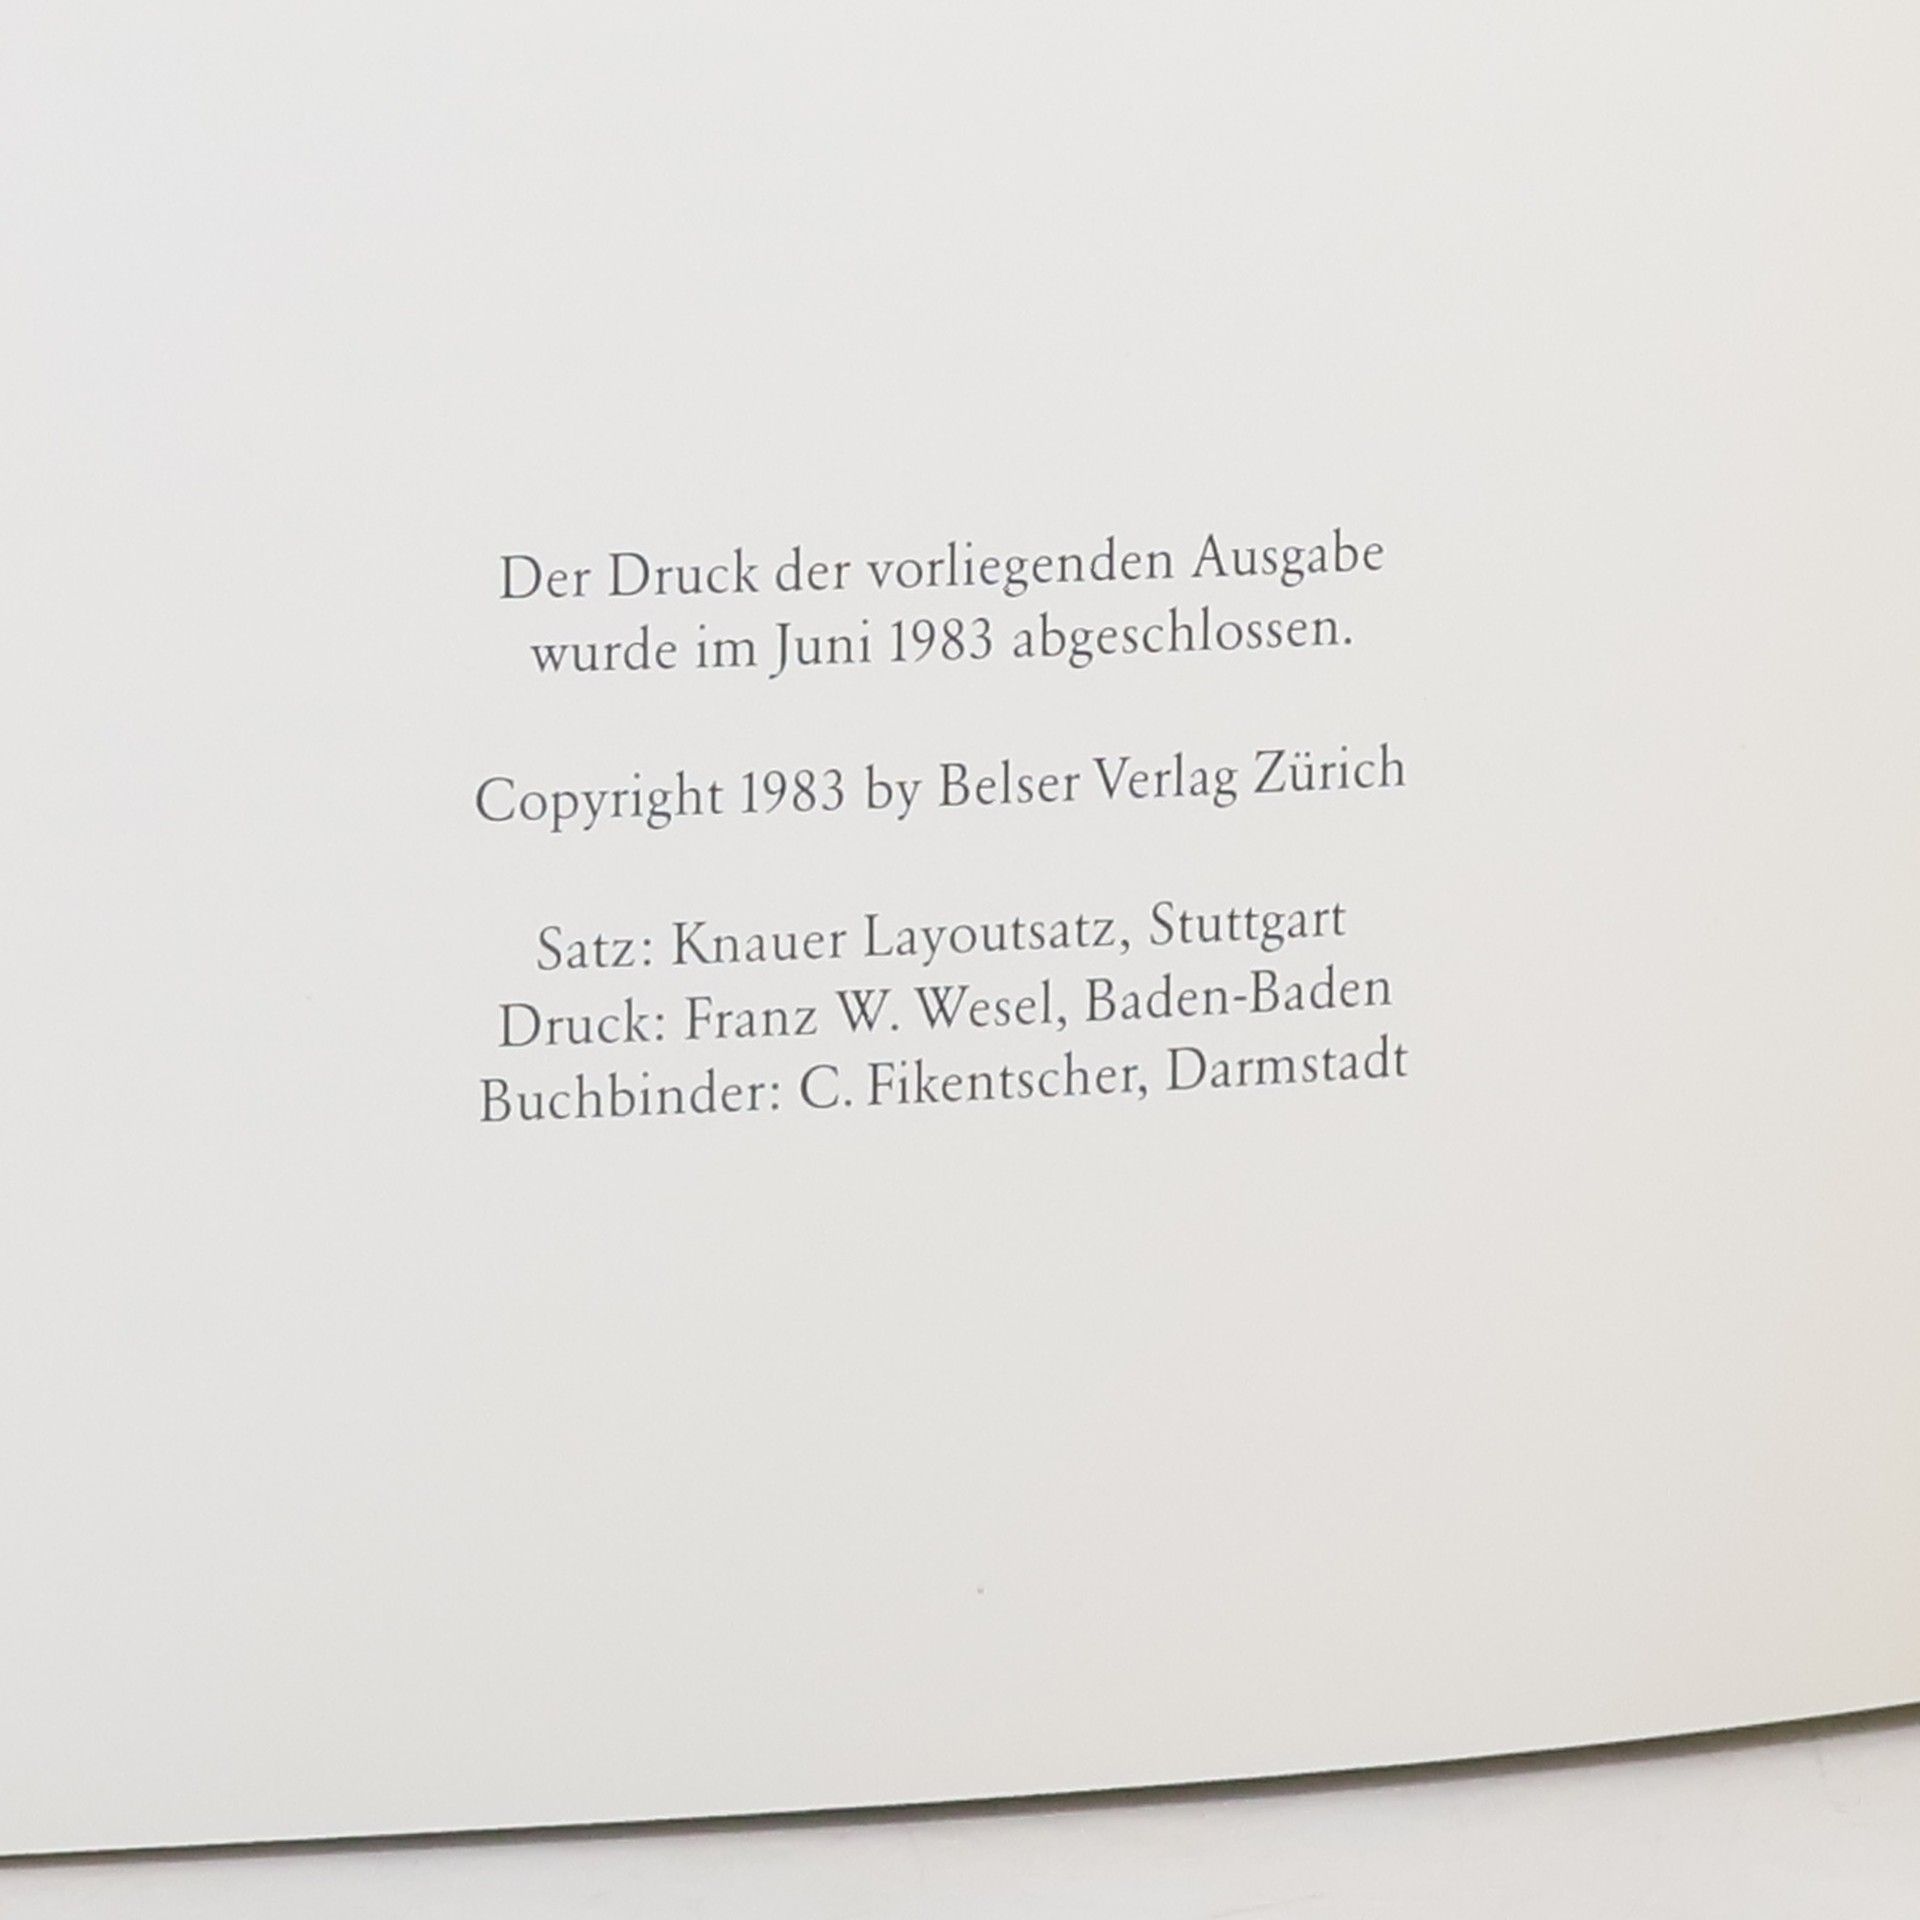 Der Druck der vorliegenden Ausgabe
wurde im Juni 1983 abgeschlossen.
Copyright 1983 by Belser Verlag Zürich
Satz: Knauer Layoutsatz, Stuttgart
Druck: Franz W. Wesel, Baden-Baden
Buchbinder: C. Fikentscher, Darmstadt